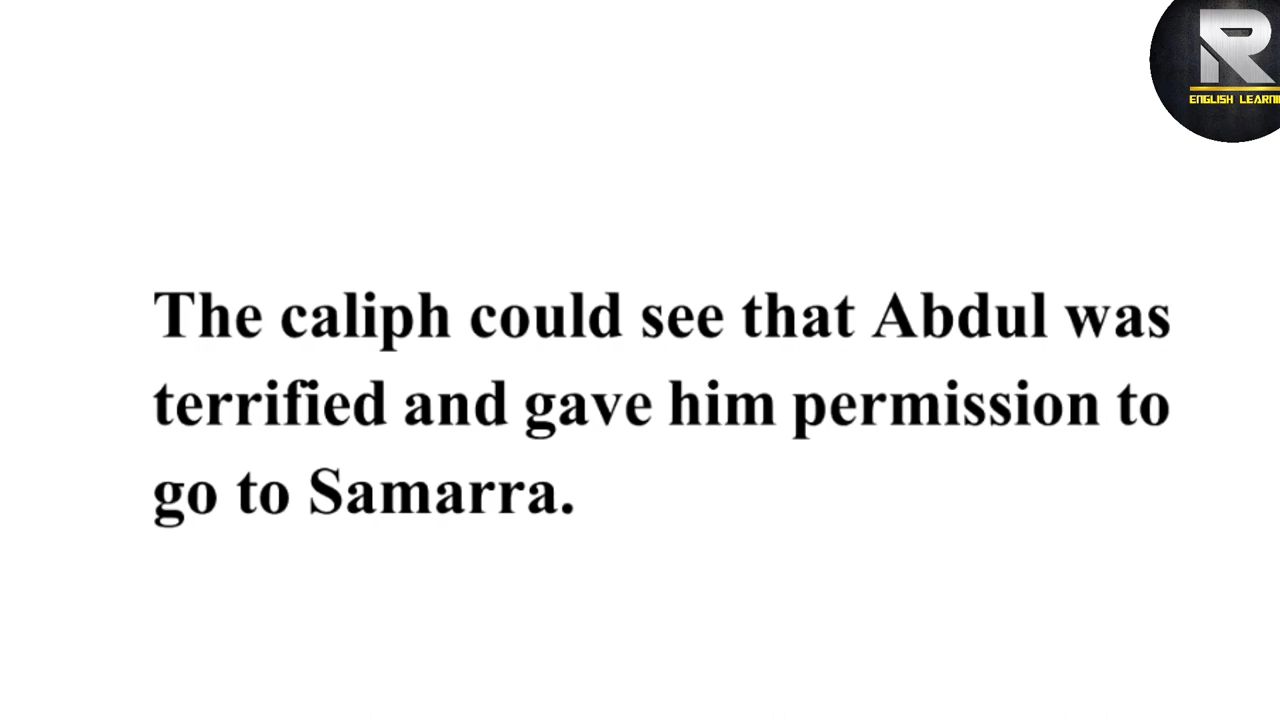 R
ENGLISH LEARNI
The caliph could see that Abdul was
terrified and gave him permission to
go to Samarra.